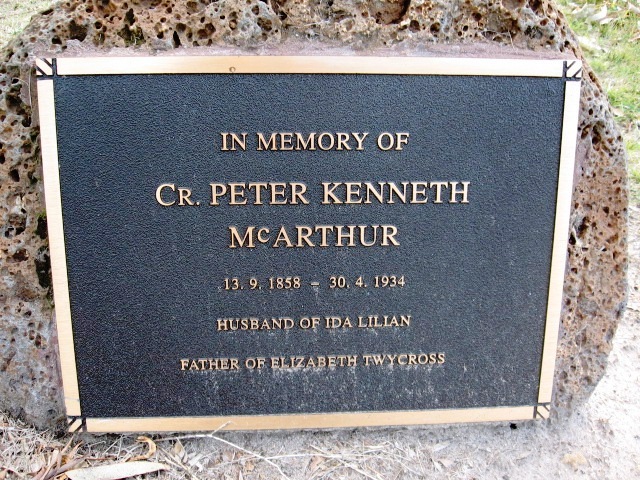 IN MEMORY OF
CR. PETER KENNETH
McARTHUR
13. 9. 1858 – 30. 4. 1934
HUSBAND OF IDA LILIAN
FATHER OF ELIZABETH TWYCROSS